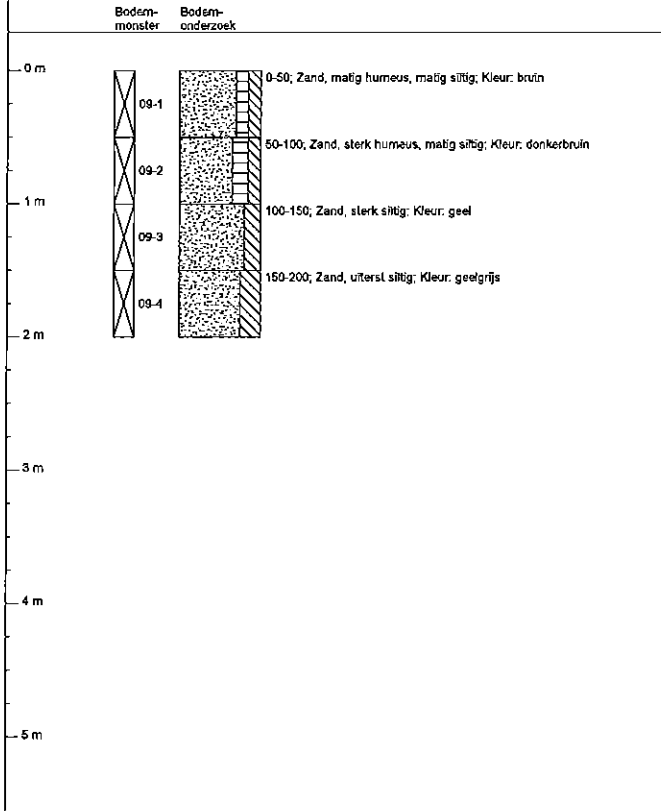 Bodem- Bodem-
monster onderzoek
0 m
0-50; Zand, matig humeus, matig siltig; Kleur: bruin
09-1
50-100; Zand, sterk humeus, matig siltig; Kleur: donkerbruin
09-2
1 m
100-150; Zand, sterk siltig; Kleur: geel
09-3
150-200; Zand, uiterst siltig; Kleur: geelgrijs
09-4
2 m
3 m
4 m
5 m